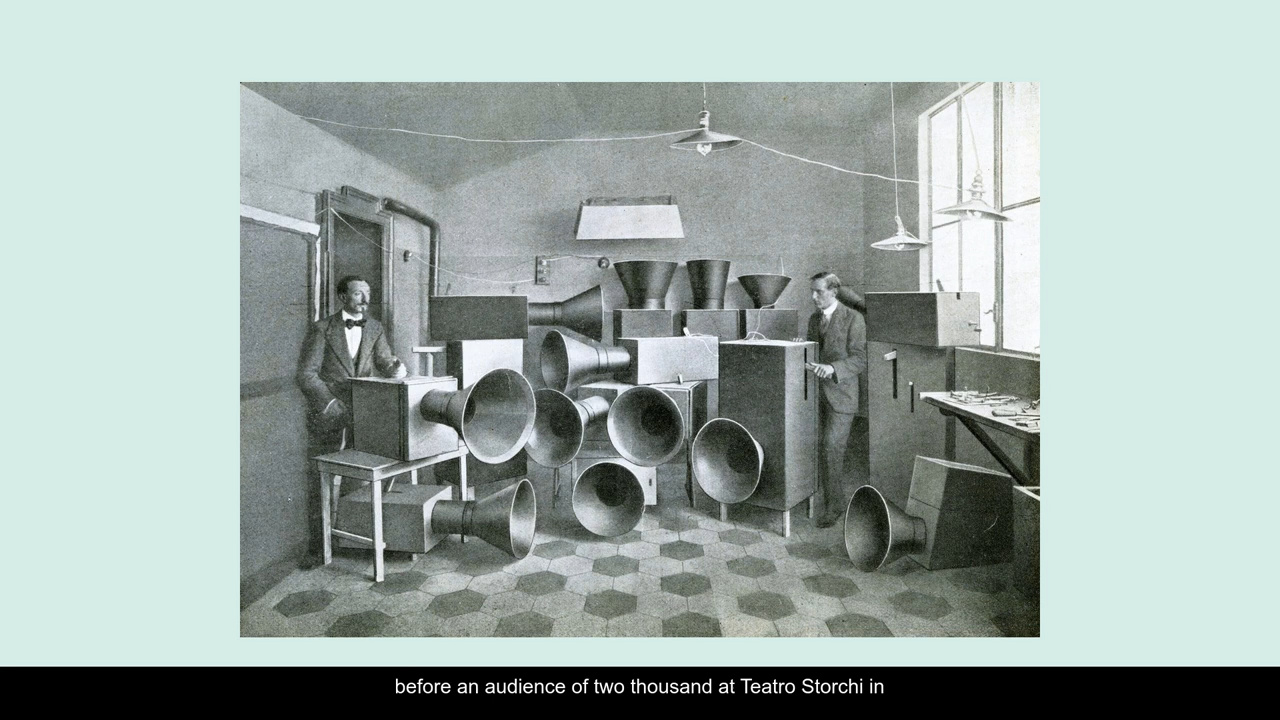 before an audience of two thousand at Teatro Storchi in